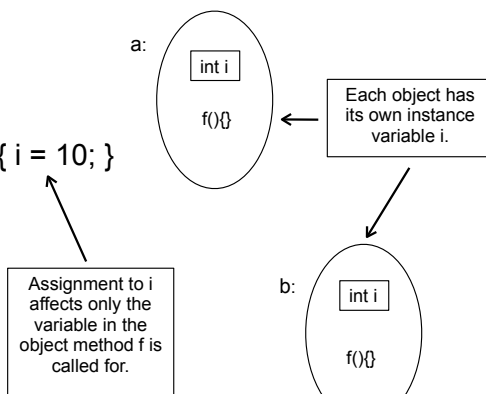 a:
int i
f(){}
Each object has
its own instance
variable i.
{ i = 10; }
Assignment to i
affects only the
variable in the
object method f is
called for.
b:
int i
f(){}